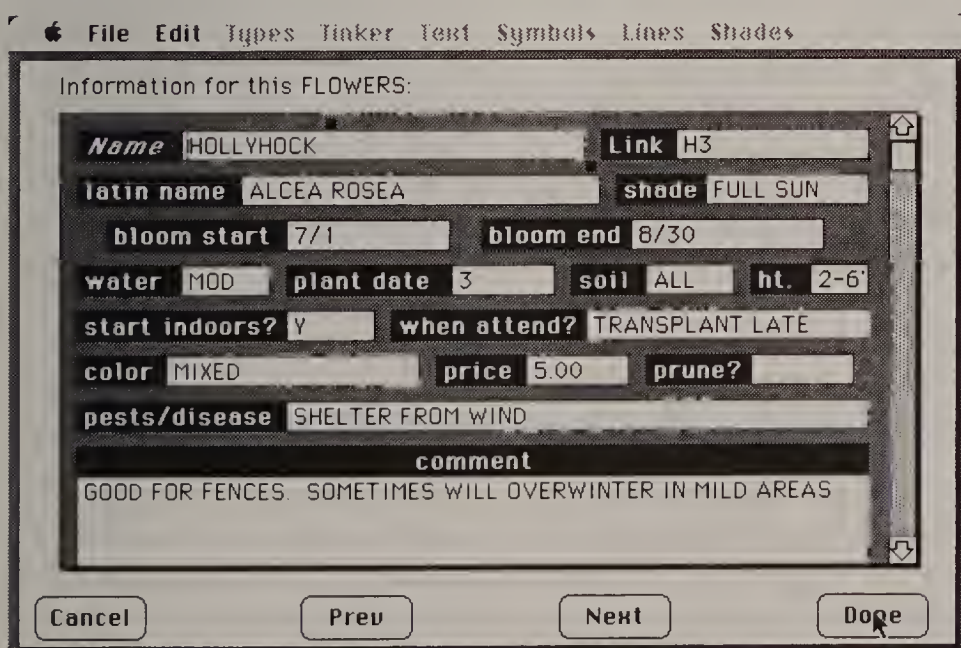 File Edit Types Tinker Text Symbols Lines Shades
Information for this FLOWERS:
Name HOLLYHOCK Link H3
latin name ALCEA ROSEA shade FULL SUN
bloom start 7/1 bloom end 8/30
water MOD plant date 3 soil ALL ht. 2-6'
start indoors? Y when attend? TRANSPLANT LATE
color MIXED price 5.00 prune?
pests/disease SHELTER FROM WIND
comment
GOOD FOR FENCES. SOMETIMES WILL OVERWINTER IN MILD AREAS
Cancel Prev Next Done